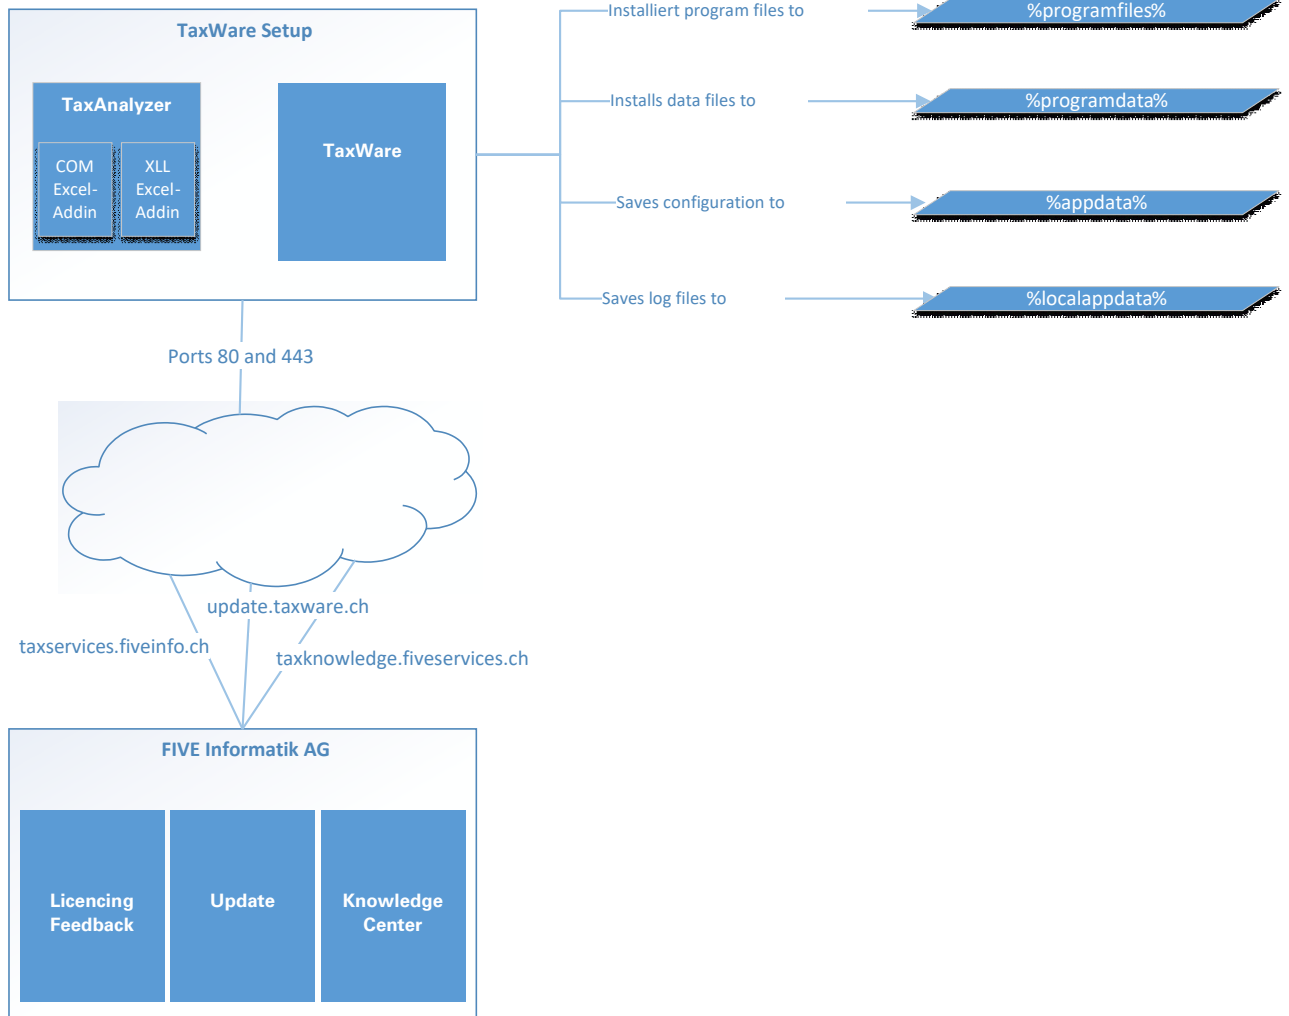 TaxWare Setup
TaxAnalyzer
COM
Excel-
Addin
XLL
Excel-
Addin
TaxWare
Installiert program files to
%programfiles%
Installs data files to
%programdata%
Saves configuration to
%appdata%
Saves log files to
%localappdata%
Ports 80 and 443
update.taxware.ch
taxservices.fiveinfo.ch
taxknowledge.fiveservices.ch
FIVE Informatik AG
Licencing
Feedback
Update
Knowledge
Center